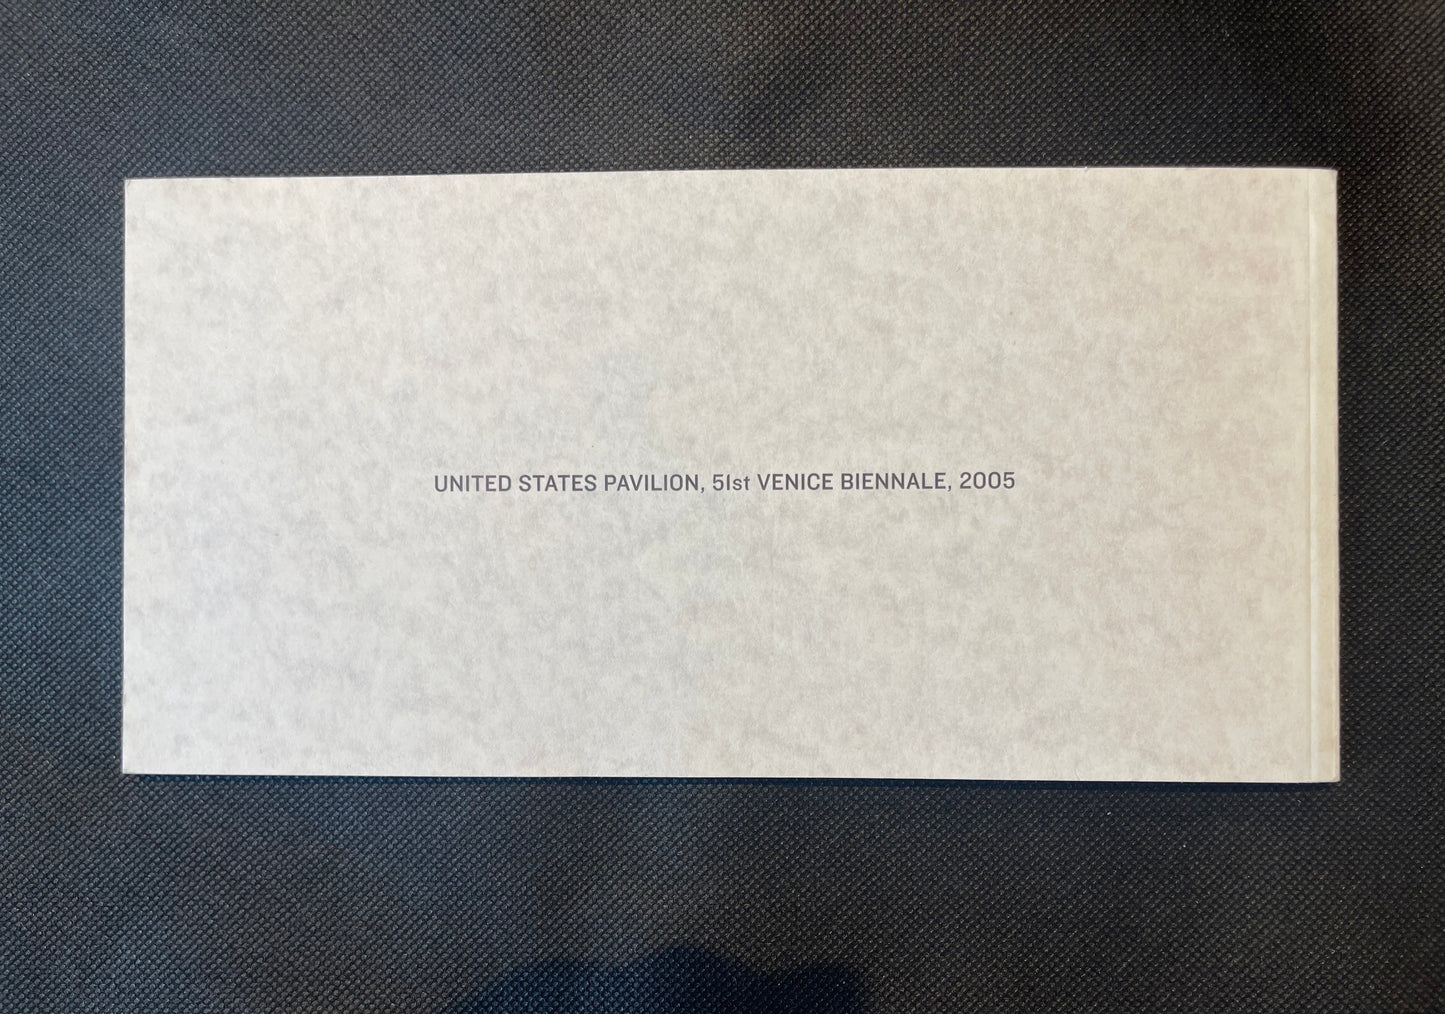 UNITED STATES PAVILION, 51st VENICE BIENNALE, 2005